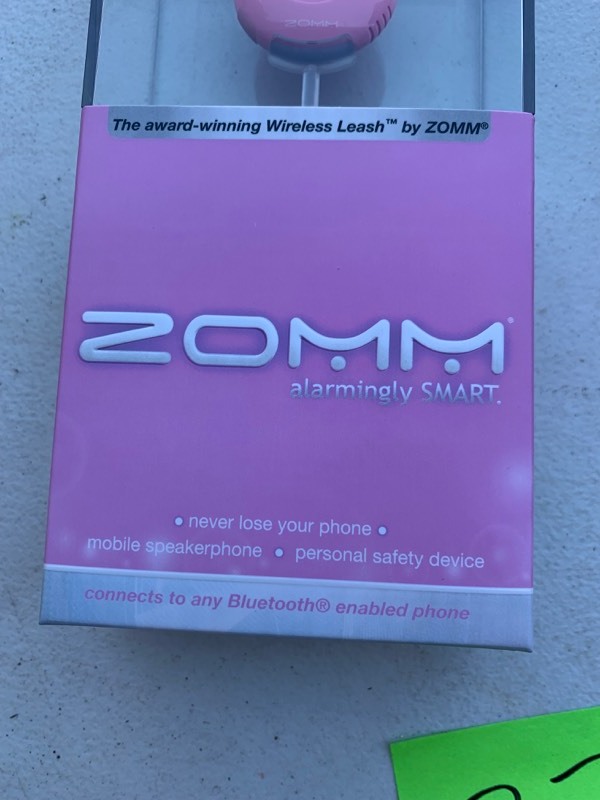 ZOMM
The award-winning Wireless Leash™ by ZOMM®
ZOMM
alarmingly SMART.
• never lose your phone •
mobile speakerphone • personal safety device
connects to any Bluetooth® enabled phone